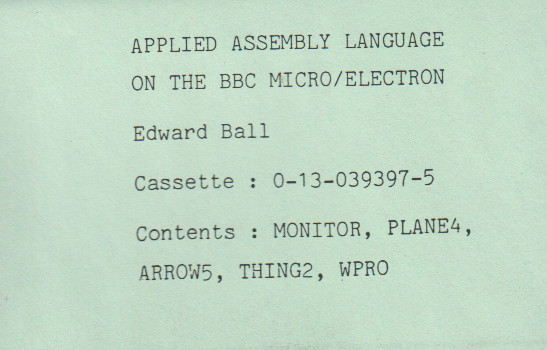 APPLIED ASSEMBLY LANGUAGE
ON THE BBC MICRO/ELECTRON
Edward Ball
Cassette : 0-13-039397-5
Contents : MONITOR, PLANE4,
ARROW5, THING2, WPRO